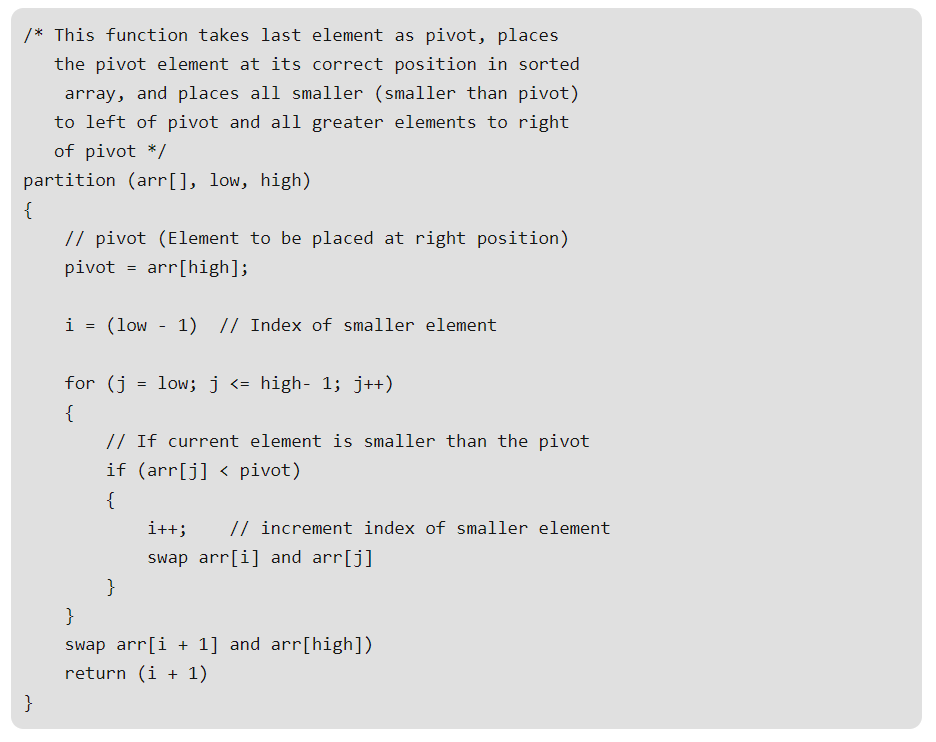 /* This function takes last element as pivot, places
   the pivot element at its correct position in sorted
    array, and places all smaller (smaller than pivot)
   to left of pivot and all greater elements to right
   of pivot */
partition (arr[], low, high)
{
    // pivot (Element to be placed at right position)
    pivot = arr[high];

    i = (low - 1)  // Index of smaller element

    for (j = low; j <= high- 1; j++)
    {
        // If current element is smaller than the pivot
        if (arr[j] < pivot)
        {
            i++;    // increment index of smaller element
            swap arr[i] and arr[j]
        }
    }
    swap arr[i + 1] and arr[high])
    return (i + 1)
}